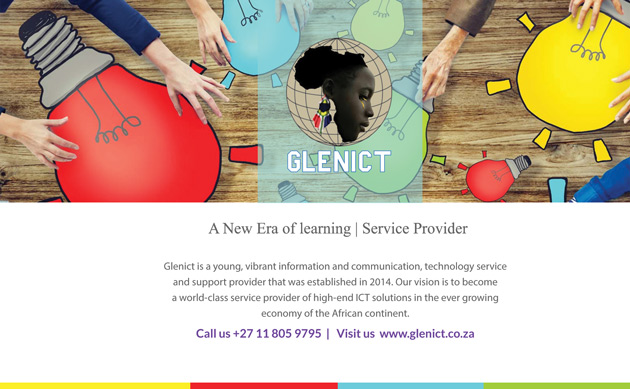 GLENICT
A New Era of learning | Service Provider
Glenict is a young, vibrant information and communication, technology service
and support provider that was established in 2014. Our vision is to become
a world-class service provider of high-end ICT solutions in the ever growing
economy of the African continent.
Call us +27 11 805 9795 | Visit us www.glenict.co.za